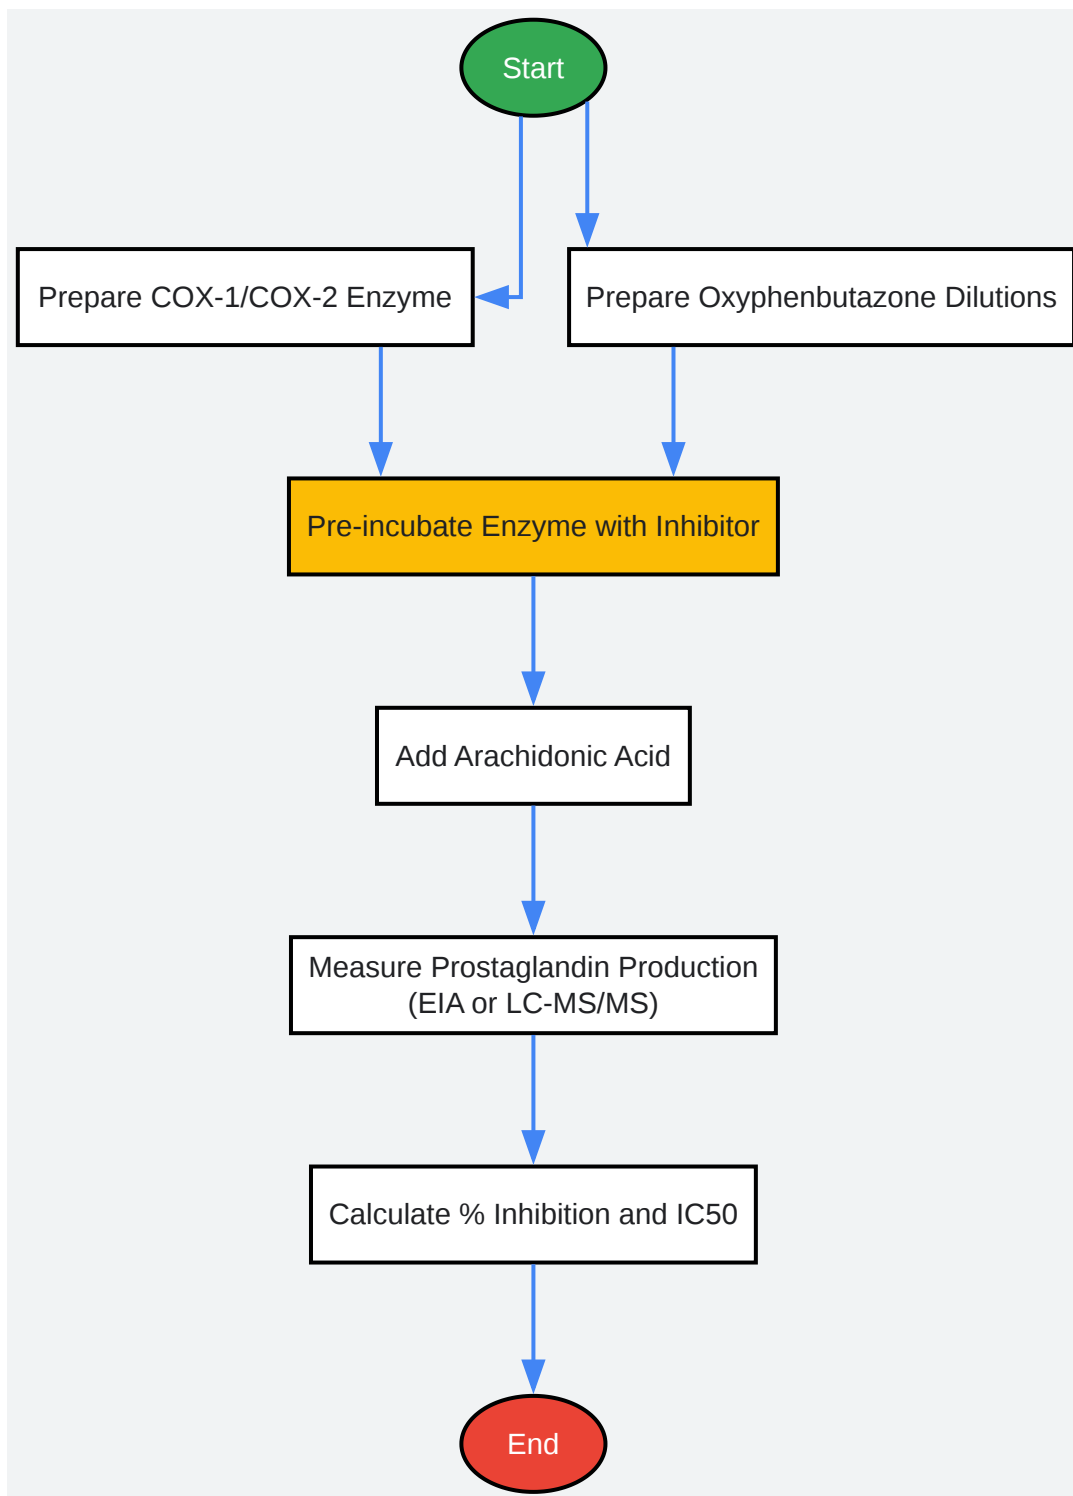 Start
Prepare COX-1/COX-2 Enzyme
Prepare Oxyphenbutazone Dilutions
Pre-incubate Enzyme with Inhibitor
Add Arachidonic Acid
Measure Prostaglandin Production
(EIA or LC-MS/MS)
Calculate % Inhibition and IC50
End